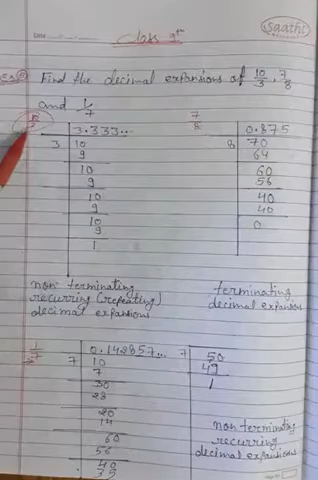 Saathi
Date
Class 9th
Find the decimal expansions of 10/3, 7/8
and 1/7
10/3
3.333..
3 10
9
10
9
10
9
10
9
1
non terminating
recurring (repeating)
decimal expansions
7/8
0.875
8 70
64
60
56
40
40
0
terminating
decimal expansions
1/7
0.142857...
7 10
7
30
28
20
14
60
56
40
35
7 50
49
1
non terminating
recurring
decimal expansions